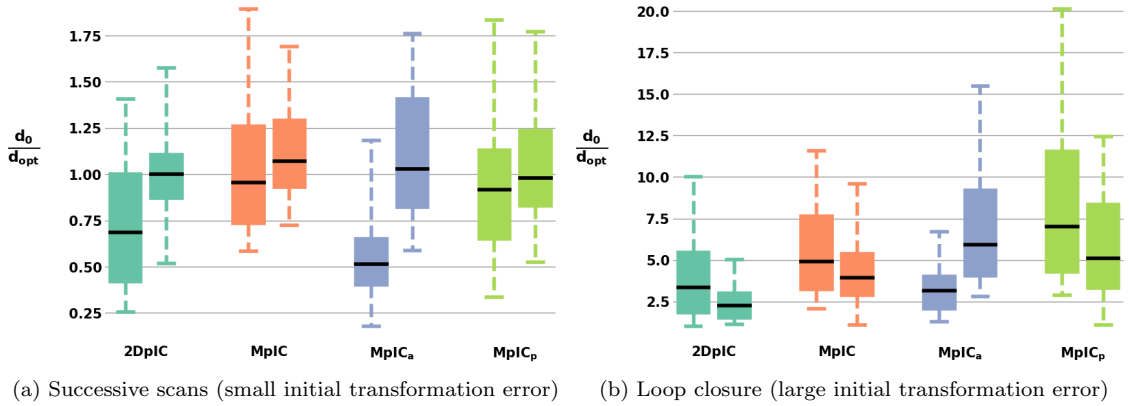 1.75
1.50
1.25
1.00
0.75
0.50
0.25
d₀
d_opt
2DpIC MpIC MpICₐ MpICₚ
20.0
17.5
15.0
12.5
10.0
7.5
5.0
2.5
d₀
d_opt
2DpIC MpIC MpICₐ MpICₚ
(a) Successive scans (small initial transformation error)
(b) Loop closure (large initial transformation error)